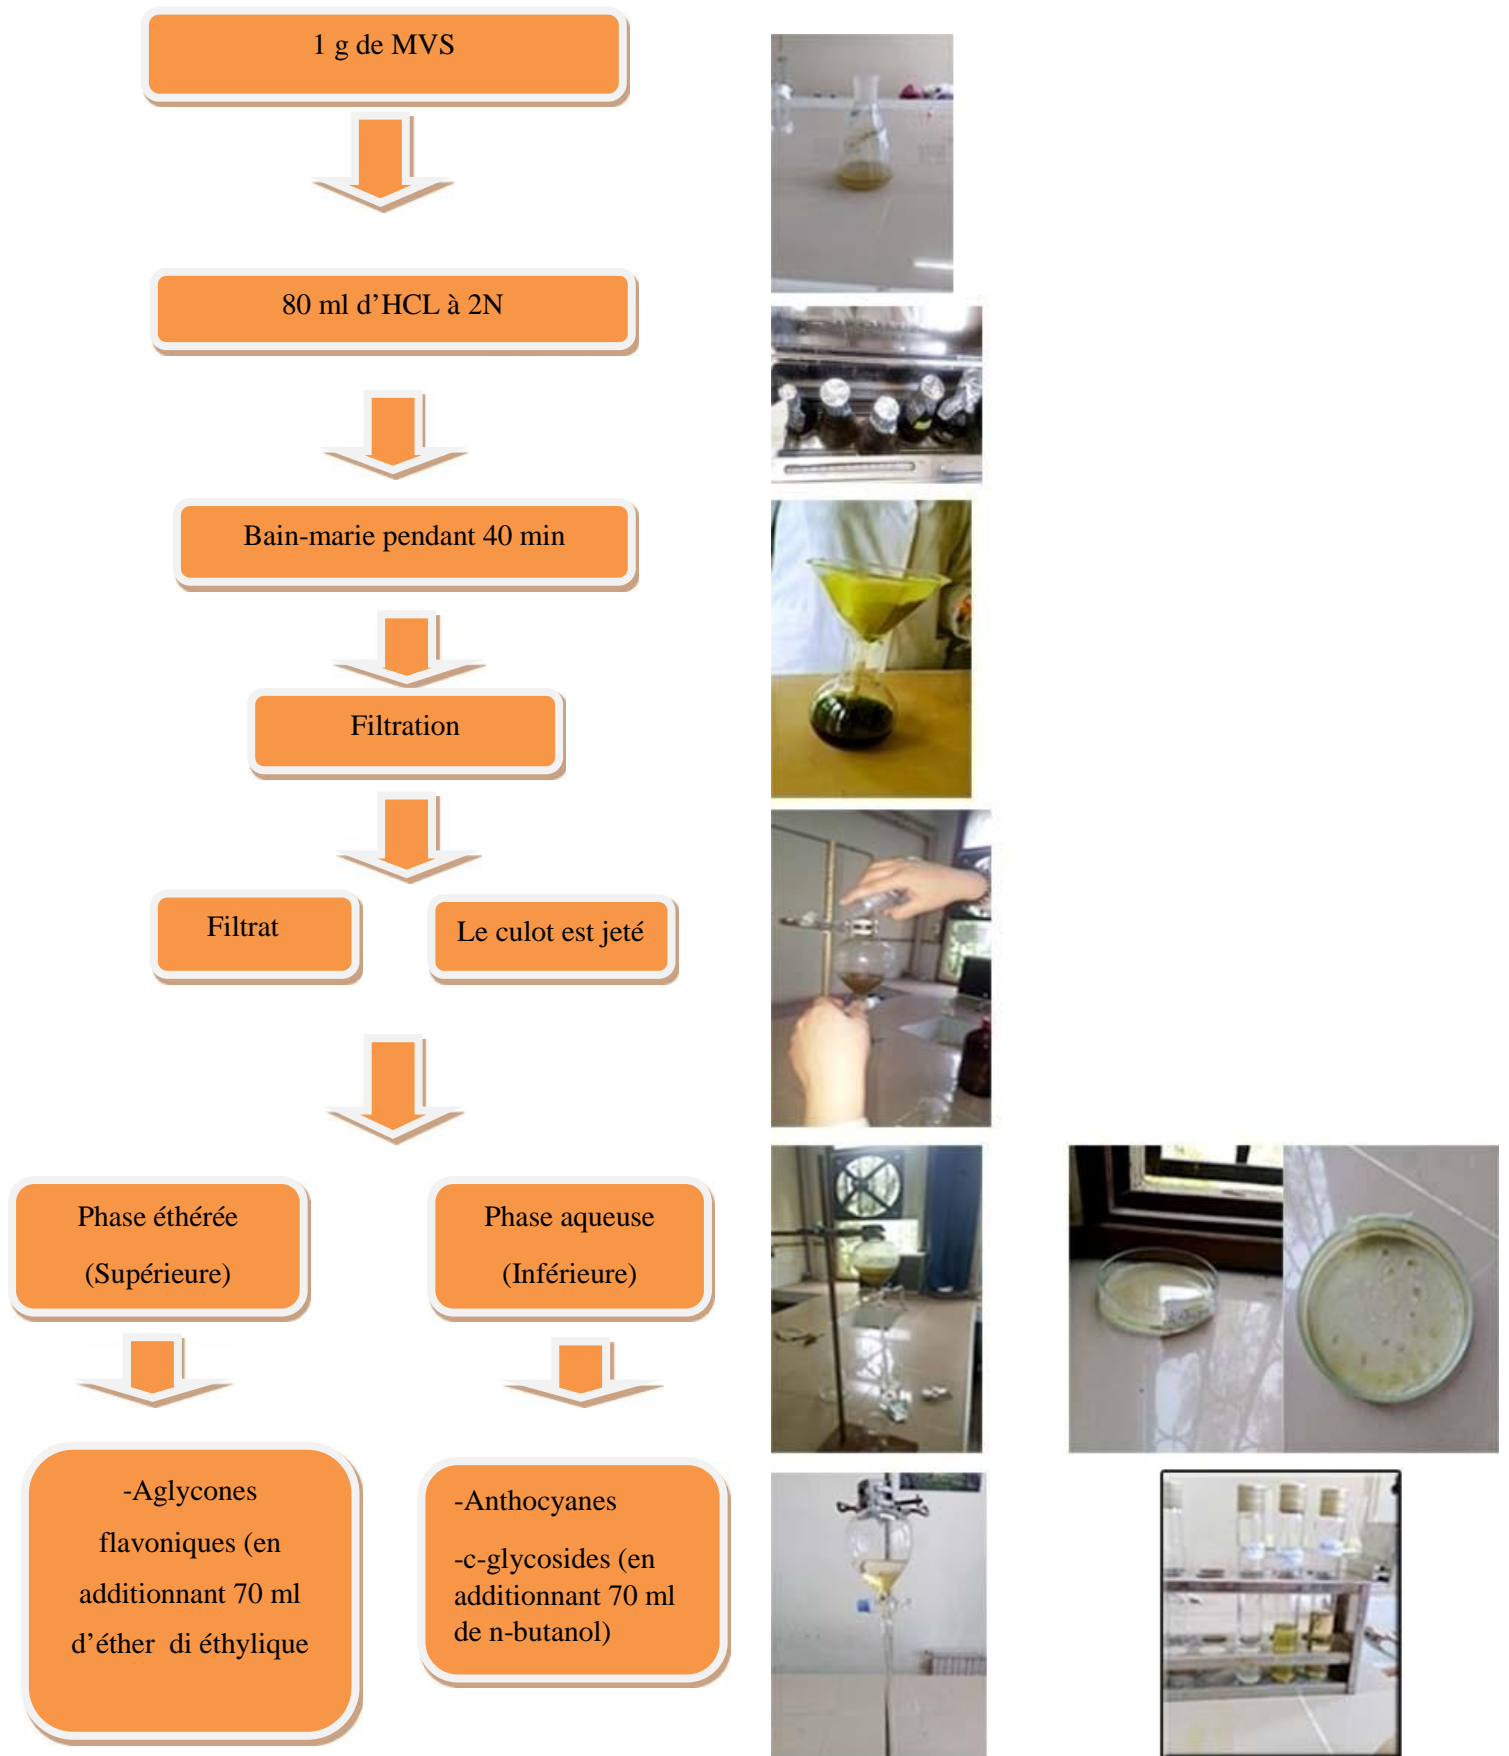 1 g de MVS
80 ml d’HCL à 2N
Bain-marie pendant 40 min
Filtration
Filtrat
Le culot est jeté
Phase éthérée
(Supérieure)
Phase aqueuse
(Inférieure)
-Aglycones
flavoniques (en
additionnant 70 ml
d’éther di éthylique
-Anthocyanes
-c-glycosides (en
additionnant 70 ml
de n-butanol)